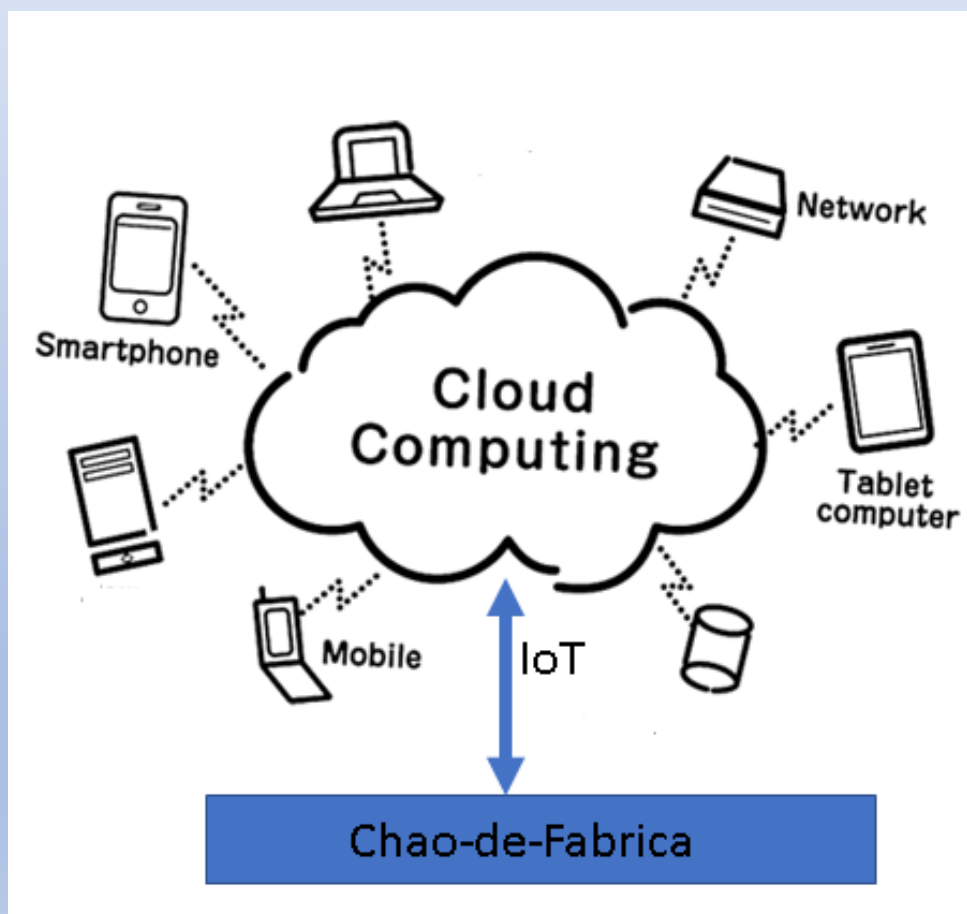 Network
Smartphone
Cloud
Computing
Tablet
computer
Mobile
IoT
Chao-de-Fabrica